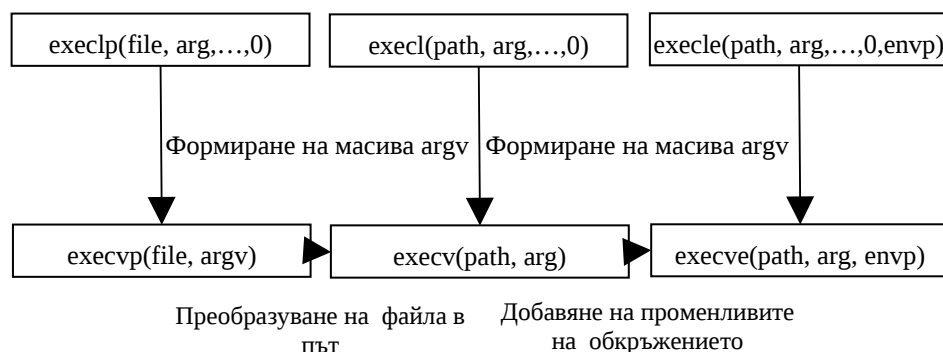 execlp(file, arg,…,0)
execl(path, arg,…,0)
execle(path, arg,…,0,envp)
Формиране на масива argv
Формиране на масива argv
execvp(file, argv)
execv(path, arg)
execve(path, arg, envp)
Преобразуване на файла в
път
Добавяне на променливите
на обкръжението